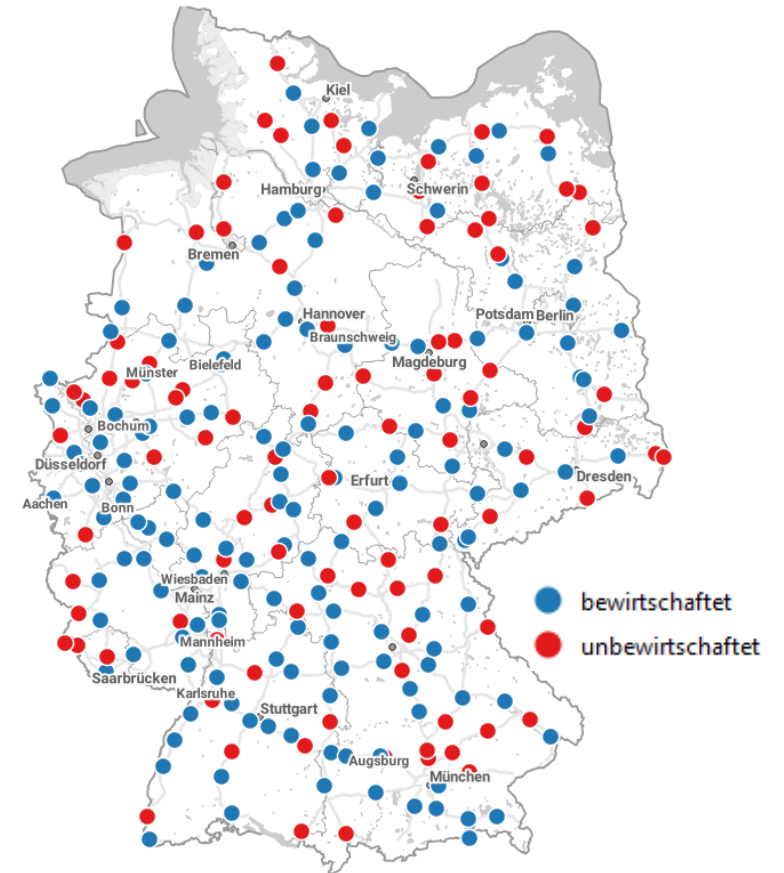 Kiel
Hamburg
Schwerin
Bremen
Hannover
Potsdam
Berlin
Braunschweig
Magdeburg
Bielefeld
Münster
Bochum
Düsseldorf
Erfurt
Dresden
Aachen
Bonn
Wiesbaden
Mainz
bewirtschaftet
Mannheim
unbewirtschaftet
Saarbrücken
Karlsruhe
Stuttgart
Augsburg
München